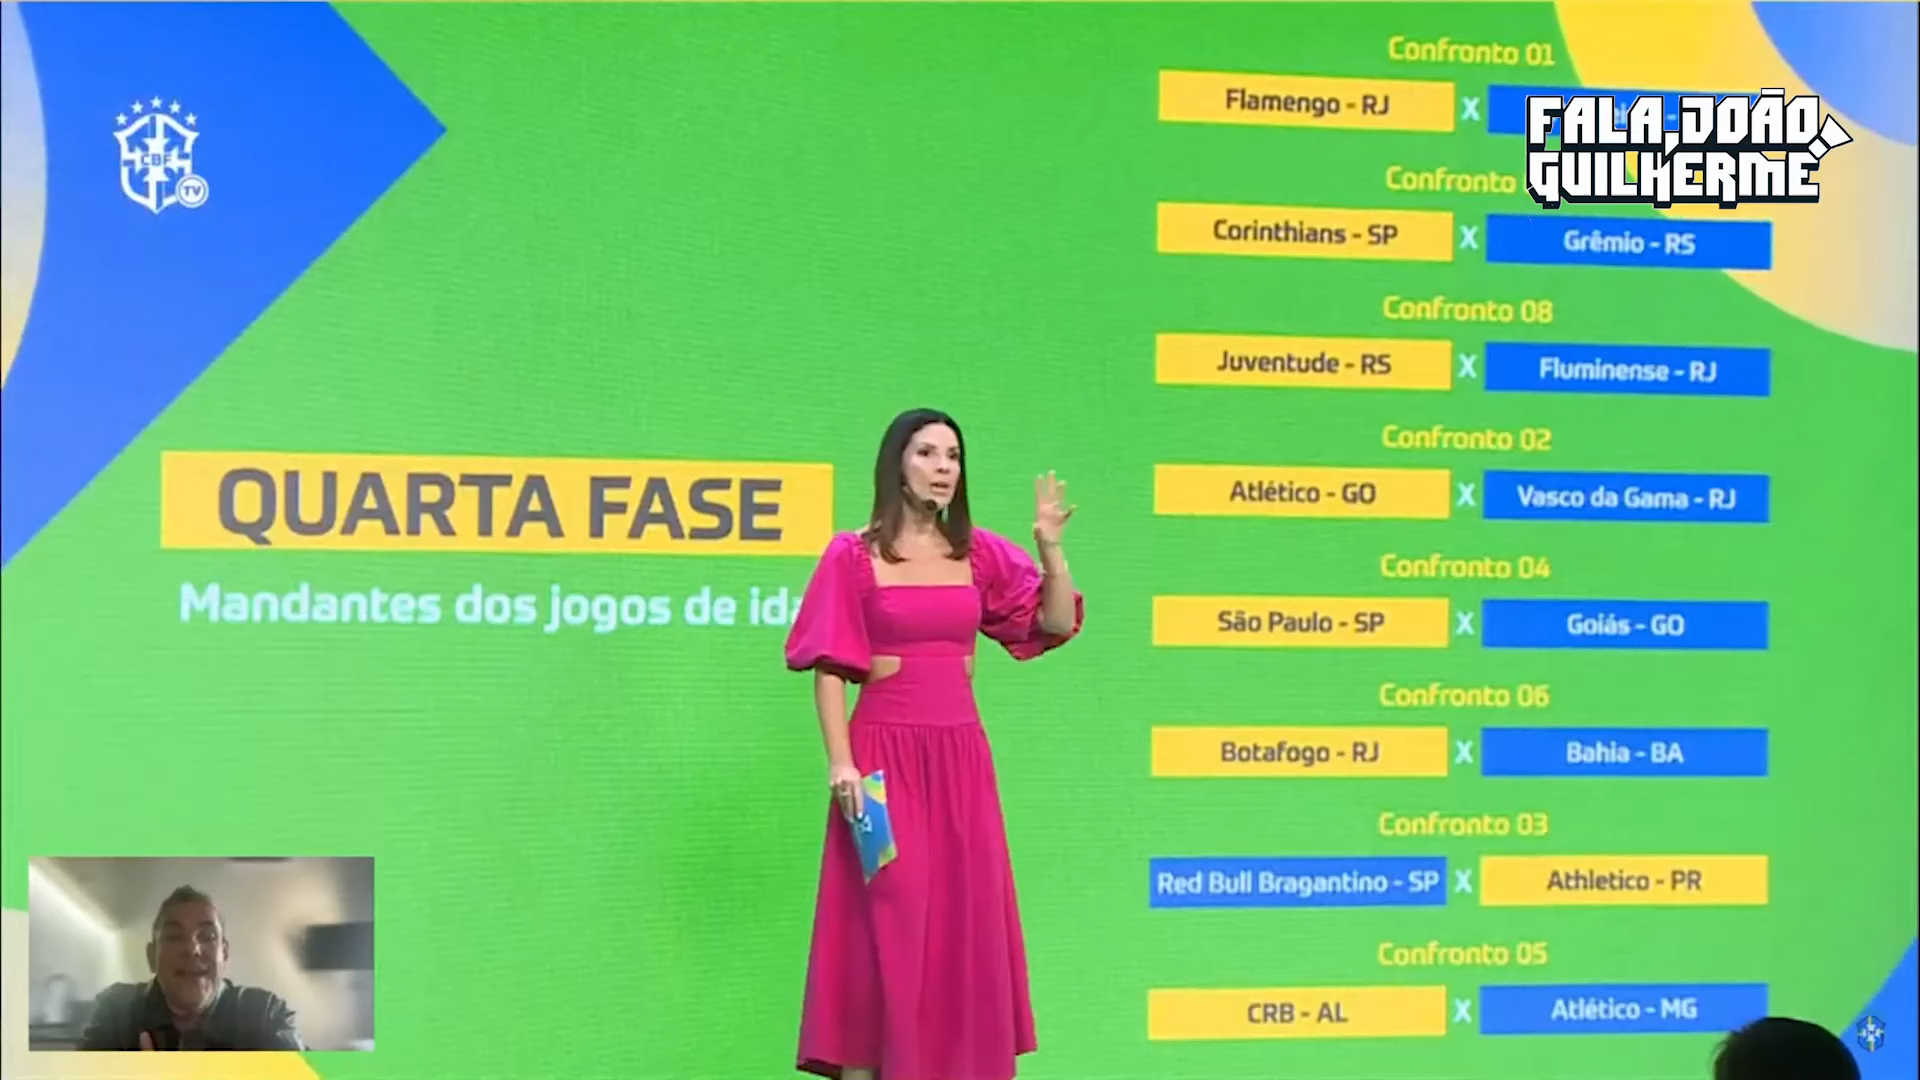 CBF
TV
QUARTA FASE
Mandantes dos jogos de ida
FALA, JOÃO
GUILHERME
Confronto 01
Flamengo - RJ X
Confronto
Corinthians - SP X Grêmio - RS
Confronto 08
Juventude - RS X Fluminense - RJ
Confronto 02
Atlético - GO X Vasco da Gama - RJ
Confronto 04
São Paulo - SP X Goiás - GO
Confronto 06
Botafogo - RJ X Bahia - BA
Confronto 03
Red Bull Bragantino - SP X Athletico - PR
Confronto 05
CRB - AL X Atlético - MG